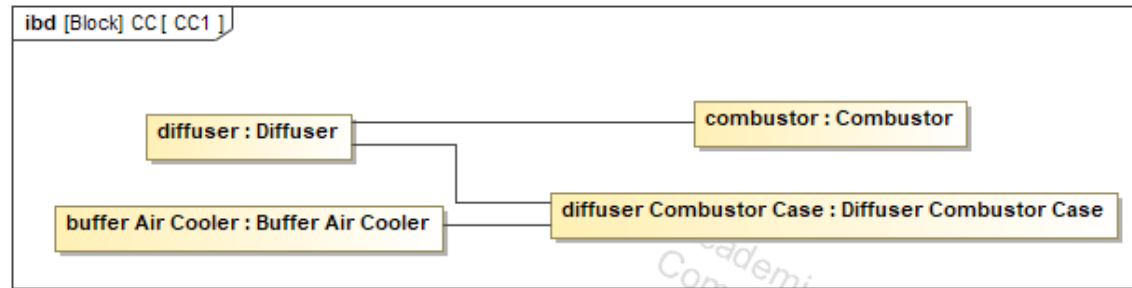 ibd [Block] CC [ CC1 ]
diffuser : Diffuser
combustor : Combustor
diffuser Combustor Case : Diffuser Combustor Case
buffer Air Cooler : Buffer Air Cooler